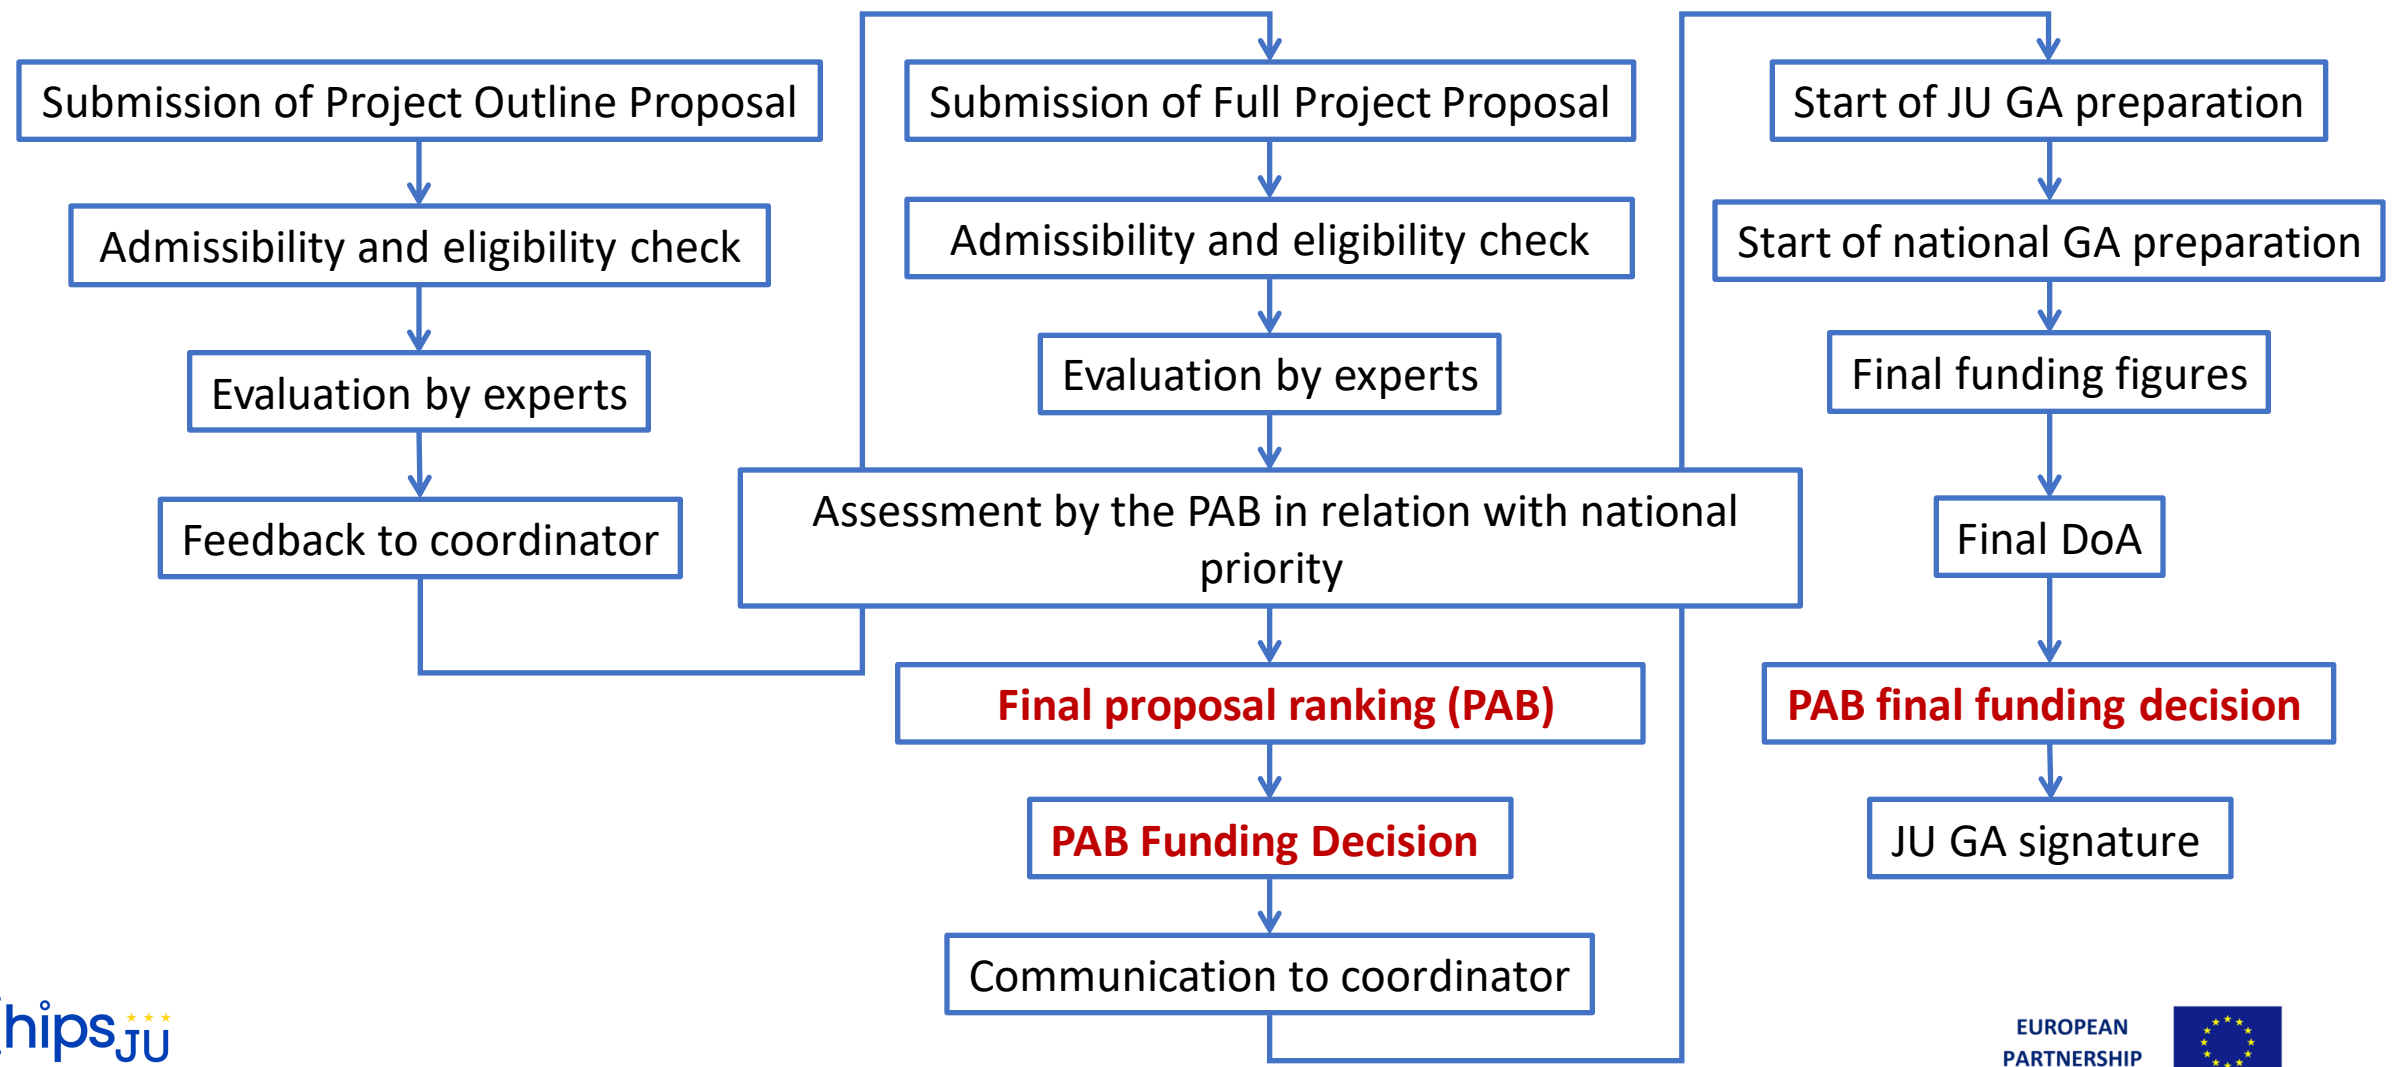 Submission of Project Outline Proposal
Admissibility and eligibility check
Evaluation by experts
Feedback to coordinator
Submission of Full Project Proposal
Admissibility and eligibility check
Evaluation by experts
Assessment by the PAB in relation with national
priority
Final proposal ranking (PAB)
PAB Funding Decision
Communication to coordinator
Start of JU GA preparation
Start of national GA preparation
Final funding figures
Final DoA
PAB final funding decision
JU GA signature
hips JU
EUROPEAN
PARTNERSHIP